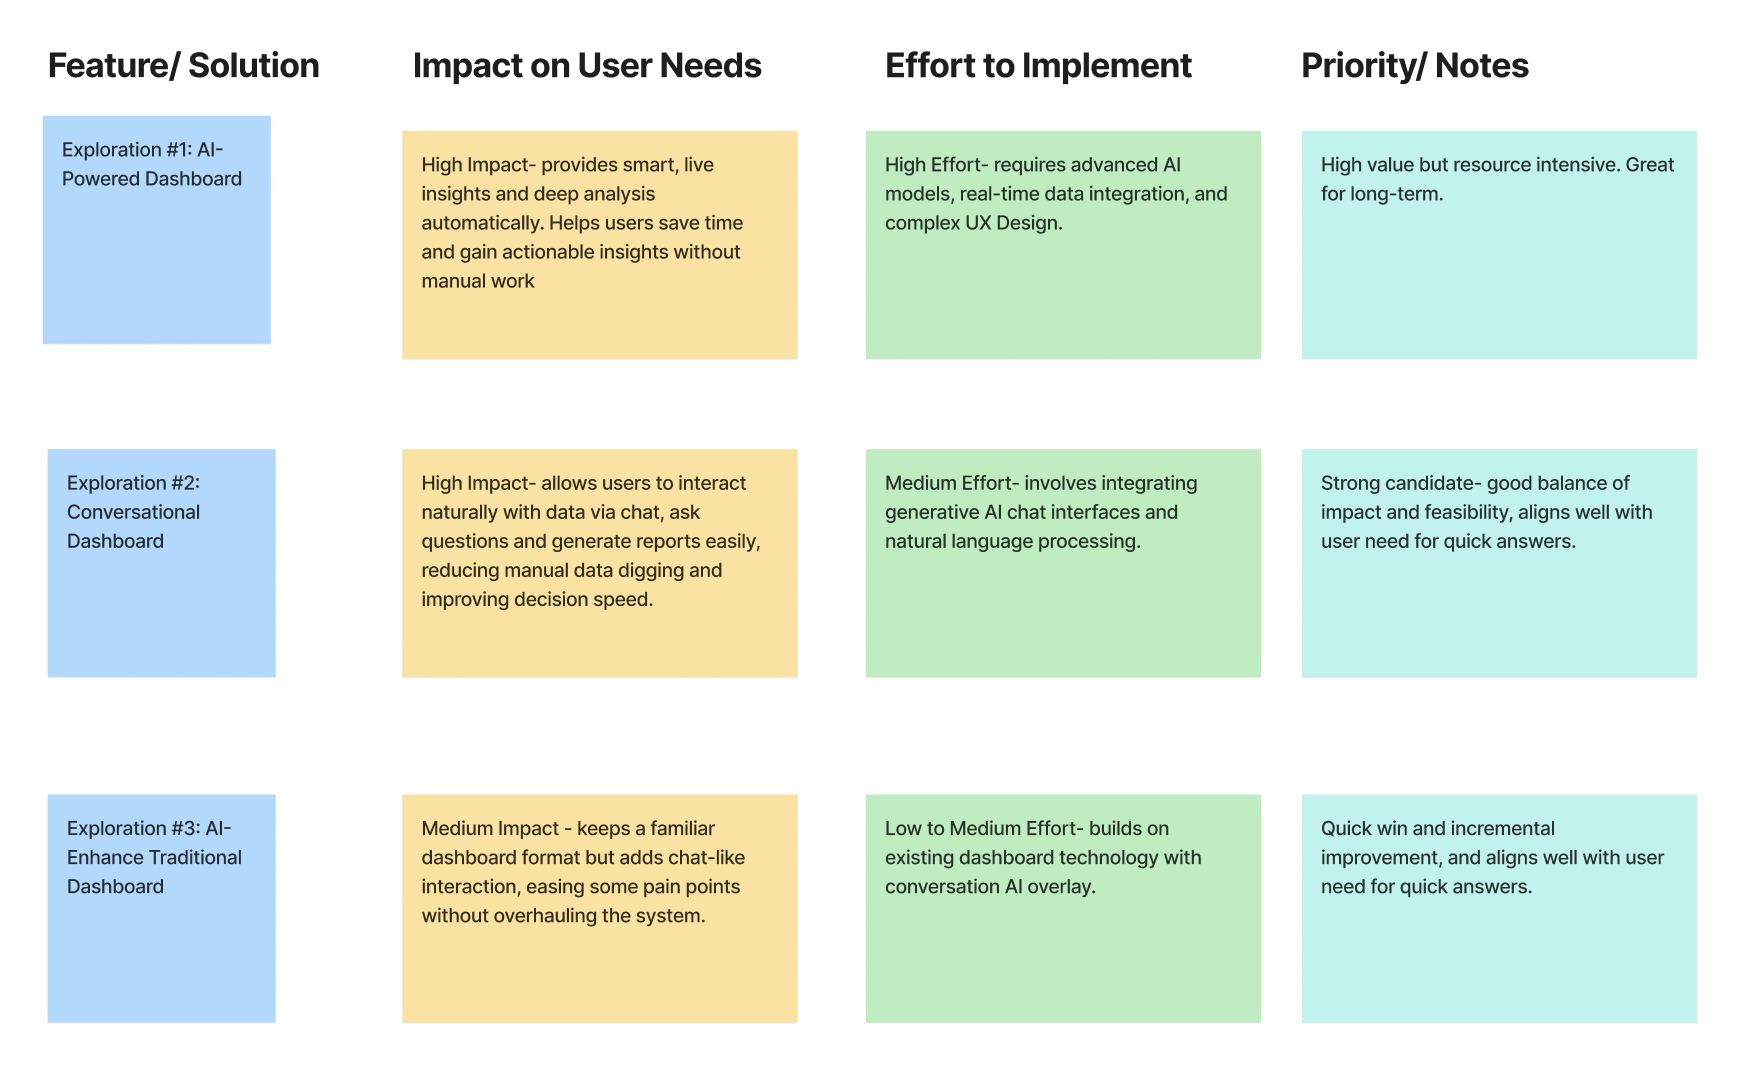 Feature/ Solution
Impact on User Needs
Effort to Implement
Priority/ Notes
Exploration #1: AI-
Powered Dashboard
High Impact- provides smart, live
insights and deep analysis
automatically. Helps users save time
and gain actionable insights without
manual work
High Effort- requires advanced AI
models, real-time data integration, and
complex UX Design.
High value but resource intensive. Great
for long-term.
Exploration #2:
Conversational
Dashboard
High Impact- allows users to interact
naturally with data via chat, ask
questions and generate reports easily,
reducing manual data digging and
improving decision speed.
Medium Effort- involves integrating
generative AI chat interfaces and
natural language processing.
Strong candidate- good balance of
impact and feasibility, aligns well with
user need for quick answers.
Exploration #3: AI-
Enhance Traditional
Dashboard
Medium Impact - keeps a familiar
dashboard format but adds chat-like
interaction, easing some pain points
without overhauling the system.
Low to Medium Effort- builds on
existing dashboard technology with
conversation AI overlay.
Quick win and incremental
improvement, and aligns well with user
need for quick answers.